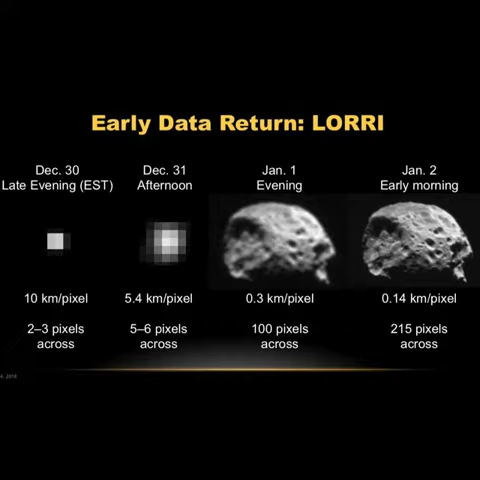 Early Data Return: LORRI
Dec. 30
Late Evening (EST)
10 km/pixel
2–3 pixels
across
Dec. 31
Afternoon
5.4 km/pixel
5–6 pixels
across
Jan. 1
Evening
0.3 km/pixel
100 pixels
across
Jan. 2
Early morning
0.14 km/pixel
215 pixels
across
4, 2018